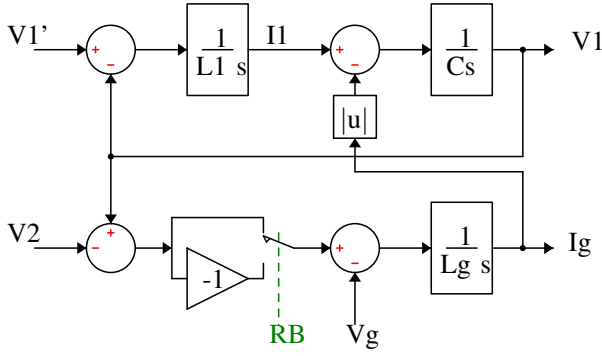 V1' + − 1 I1 + − 1 V1
L1 s Cs
|u|
V2 − + -1 + − 1 Ig
Lg s
RB Vg